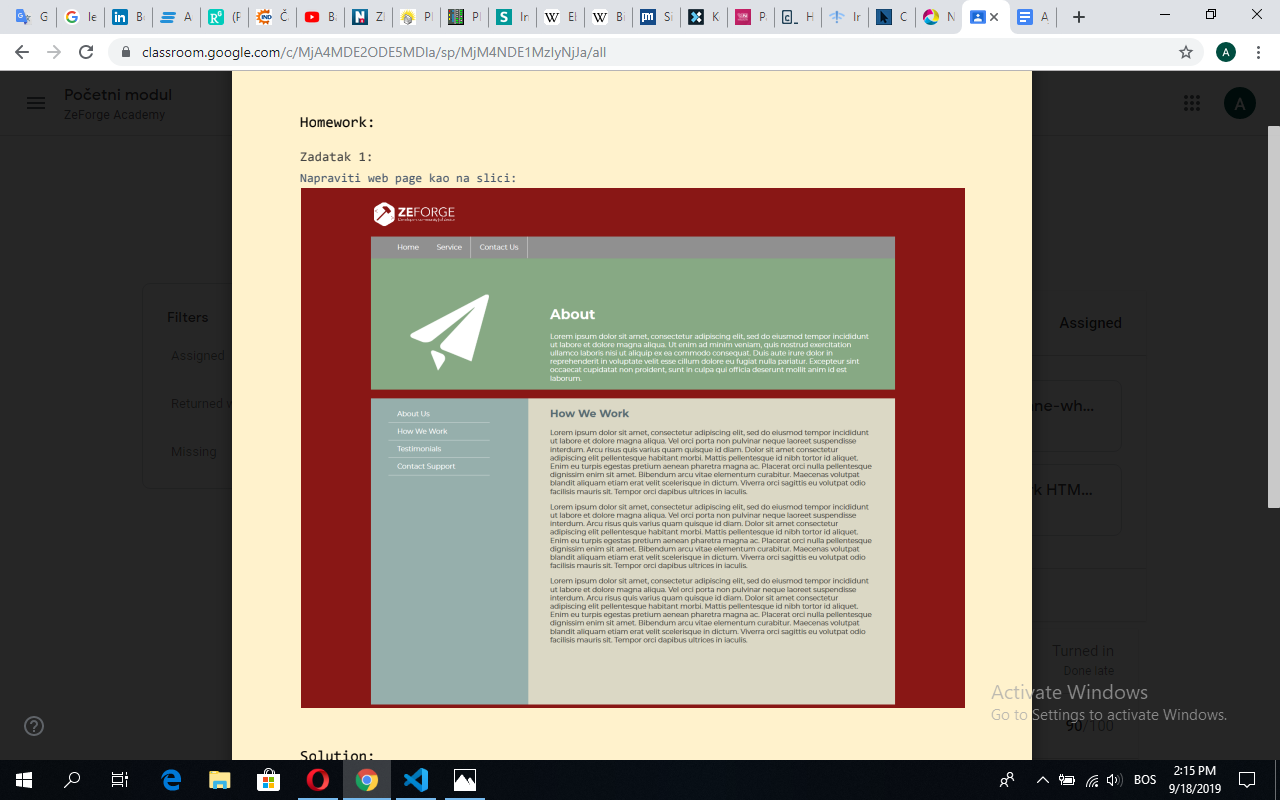 classroom.google.com/c/MjA4MDE2ODE5MDIa/sp/MjM4NDE1MzIyNjJa/all
Početni modul
ZeForge Academy
A
A
Homework:
Zadatak 1:
Napraviti web page kao na slici:
ZEFORGE
Home Service Contact Us
About
Lorem ipsum dolor sit amet, consectetur adipiscing elit, sed do eiusmod tempor incididunt
ut labore et dolore magna aliqua. Ut enim ad minim veniam, quis nostrud exercitation
ullamco laboris nisi ut aliquip ex ea commodo consequat. Duis aute irure dolor in
reprehenderit in voluptate velit esse cillum dolore eu fugiat nulla pariatur. Excepteur sint
occaecat cupidatat non proident, sunt in culpa qui officia deserunt mollit anim id est
laborum.
About Us
How We Work
Testimonials
Contact Support
How We Work
Lorem ipsum dolor sit amet, consectetur adipiscing elit, sed do eiusmod tempor incididunt
ut labore et dolore magna aliqua. Vel orci porta non pulvinar neque laoreet suspendisse
interdum. Arcu risus quis varius quam quisque id diam. Dolor sit amet consectetur
adipiscing elit pellentesque habitant morbi. Mattis pellentesque id nibh tortor id aliquet.
Enim eu turpis egestas pretium aenean pharetra magna ac. Placerat orci nulla pellentesque
dignissim enim sit amet. Bibendum arcu vitae elementum curabitur. Maecenas volutpat
blandit aliquam etiam erat velit scelerisque in dictum. Viverra orci sagittis eu volutpat odio
facilisis mauris sit. Tempor orci dapibus ultrices in iaculis.
Lorem ipsum dolor sit amet, consectetur adipiscing elit, sed do eiusmod tempor incididunt
ut labore et dolore magna aliqua. Vel orci porta non pulvinar neque laoreet suspendisse
interdum. Arcu risus quis varius quam quisque id diam. Dolor sit amet consectetur
adipiscing elit pellentesque habitant morbi. Mattis pellentesque id nibh tortor id aliquet.
Enim eu turpis egestas pretium aenean pharetra magna ac. Placerat orci nulla pellentesque
dignissim enim sit amet. Bibendum arcu vitae elementum curabitur. Maecenas volutpat
blandit aliquam etiam erat velit scelerisque in dictum. Viverra orci sagittis eu volutpat odio
facilisis mauris sit. Tempor orci dapibus ultrices in iaculis.
Lorem ipsum dolor sit amet, consectetur adipiscing elit, sed do eiusmod tempor incididunt
ut labore et dolore magna aliqua. Vel orci porta non pulvinar neque laoreet suspendisse
interdum. Arcu risus quis varius quam quisque id diam. Dolor sit amet consectetur
adipiscing elit pellentesque habitant morbi. Mattis pellentesque id nibh tortor id aliquet.
Enim eu turpis egestas pretium aenean pharetra magna ac. Placerat orci nulla pellentesque
dignissim enim sit amet. Bibendum arcu vitae elementum curabitur. Maecenas volutpat
blandit aliquam etiam erat velit scelerisque in dictum. Viverra orci sagittis eu volutpat odio
facilisis mauris sit. Tempor orci dapibus ultrices in iaculis.
Solution:
Filters
Assigned
Returned w
Missing
Assigned
ne-wh...
k HTM...
Turned in
Done late
90/100
Activate Windows
Go to Settings to activate Windows.
BOS
2:15 PM
9/18/2019